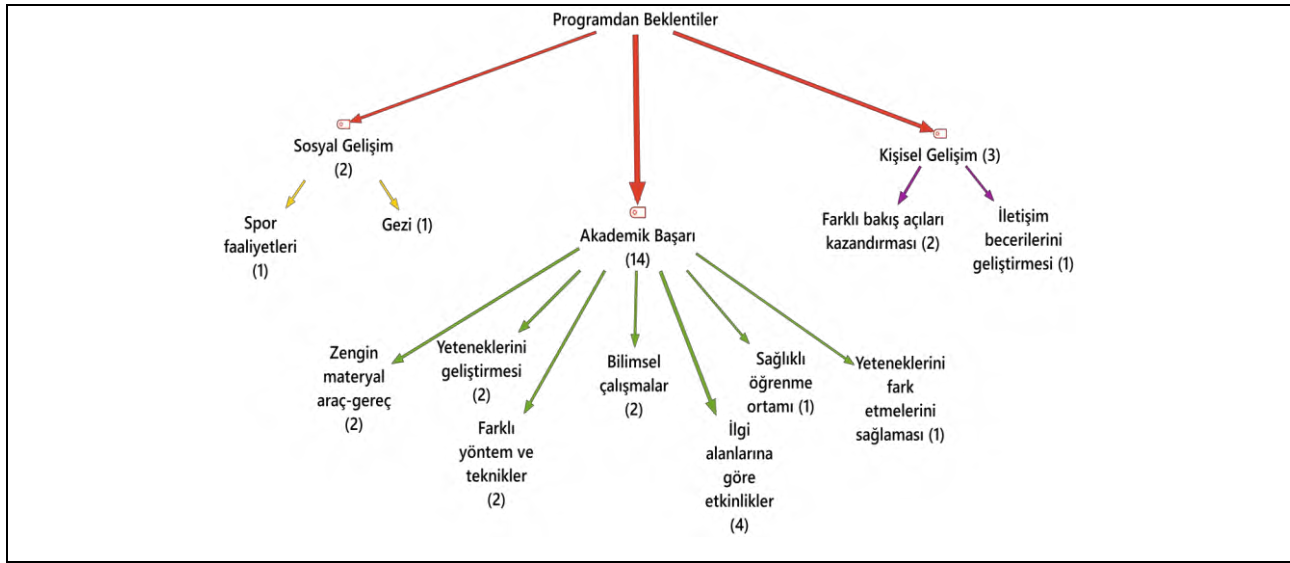 Programdan Beklentiler
Sosyal Gelişim
(2)
Spor
faaliyetleri
(1)
Gezi (1)
Akademik Başarı
(14)
Zengin
materyal
araç-gereç
(2)
Yeteneklerini
geliştirmesi
(2)
Farklı
yöntem ve
teknikler
(2)
Bilimsel
çalışmalar
(2)
İlgi
alanlarına
göre
etkinlikler
(4)
Sağlıklı
öğrenme
ortamı (1)
Yeteneklerini
fark
etmelerini
sağlaması (1)
Kişisel Gelişim (3)
Farklı bakış açıları
kazandırması (2)
İletişim
becerilerini
geliştirmesi (1)